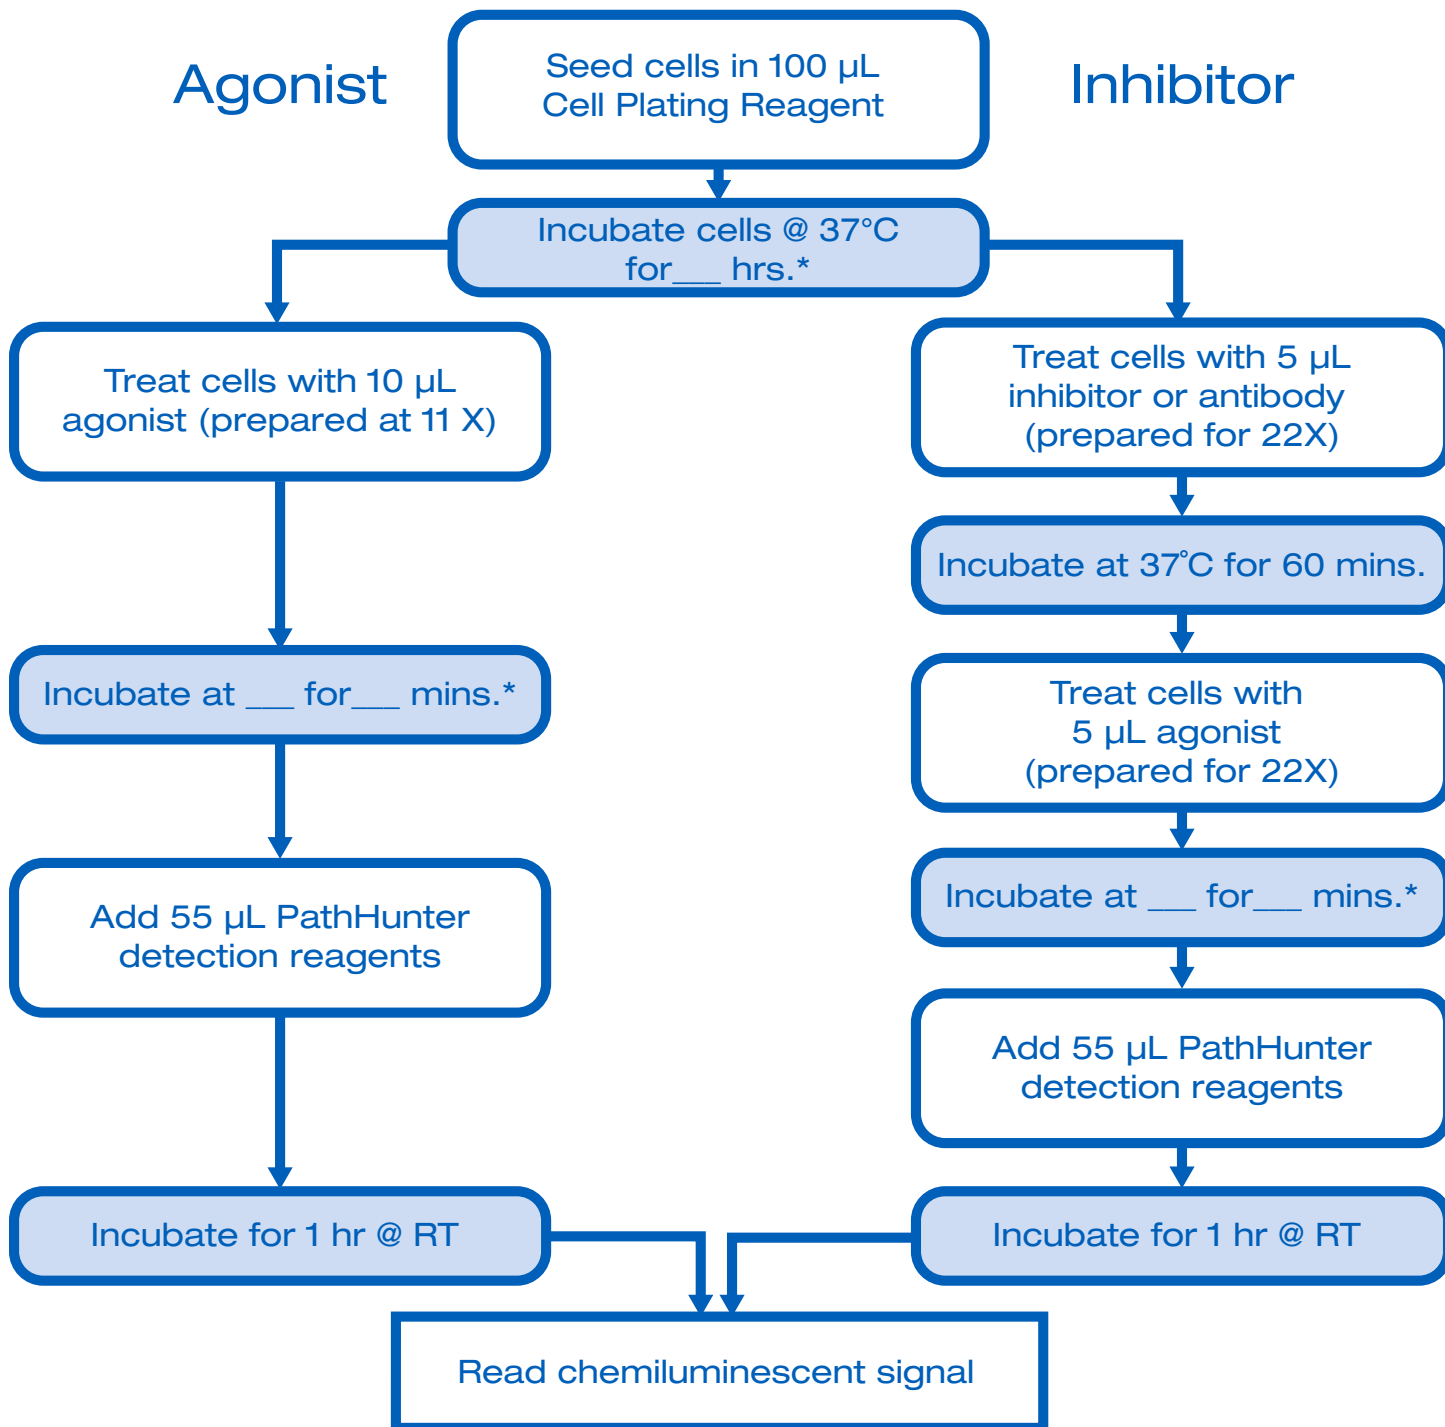 Agonist
Seed cells in 100 µL
Cell Plating Reagent
Inhibitor
Incubate cells @ 37°C
for___ hrs.*
Treat cells with 10 µL
agonist (prepared at 11 X)
Incubate at ___ for___ mins.*
Add 55 µL PathHunter
detection reagents
Incubate for 1 hr @ RT
Treat cells with 5 µL
inhibitor or antibody
(prepared for 22X)
Incubate at 37°C for 60 mins.
Treat cells with
5 µL agonist
(prepared for 22X)
Incubate at ___ for___ mins.*
Add 55 µL PathHunter
detection reagents
Incubate for 1 hr @ RT
Read chemiluminescent signal